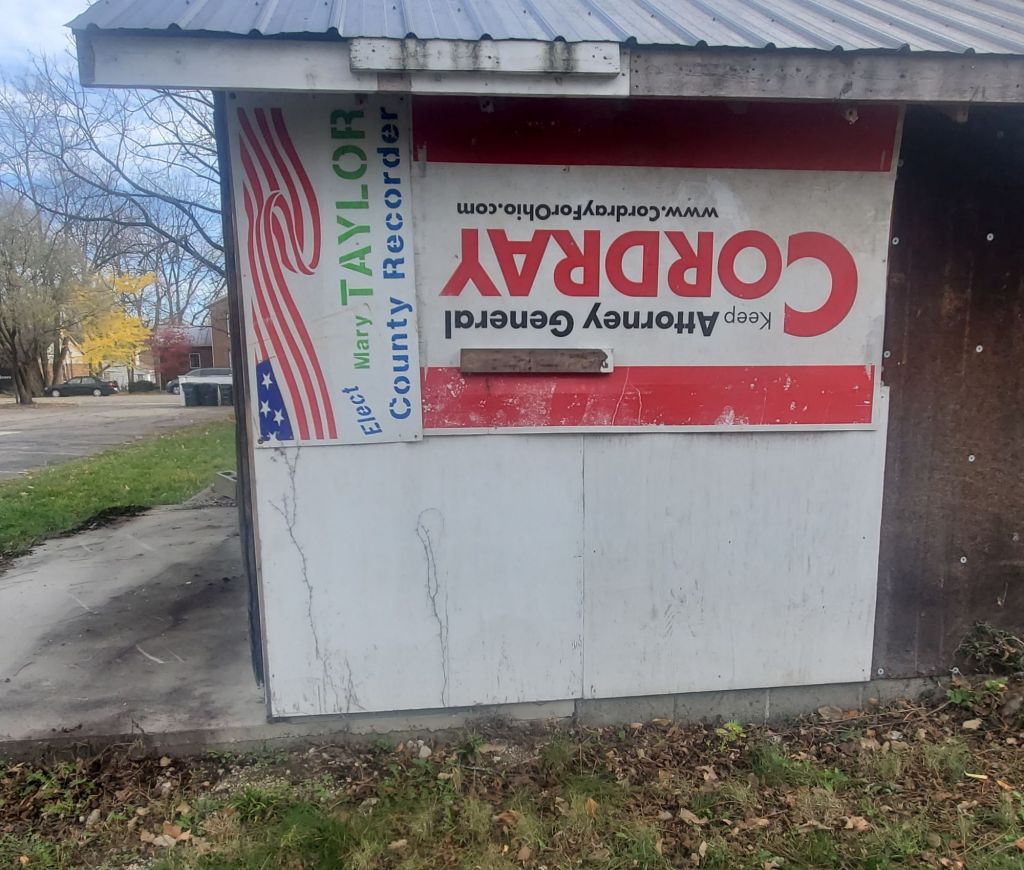 Elect Mary TAYLOR
County Recorder
Keep Attorney General
CORDRAY
www.CordrayForOhio.com